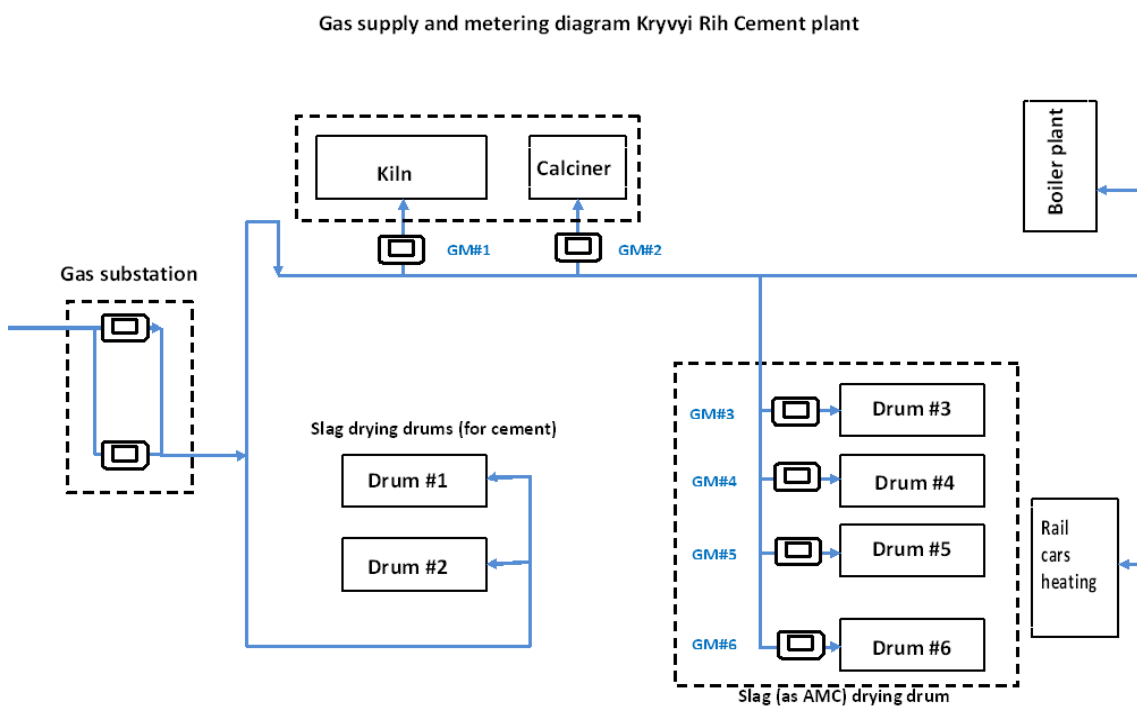 Gas supply and metering diagram Kryvyi Rih Cement plant
Kiln
Calciner
Boiler plant
GM#1
GM#2
Gas substation
Slag drying drums (for cement)
Drum #1
Drum #2
GM#3
Drum #3
GM#4
Drum #4
GM#5
Drum #5
GM#6
Drum #6
Rail
cars
heating
Slag (as AMC) drying drum